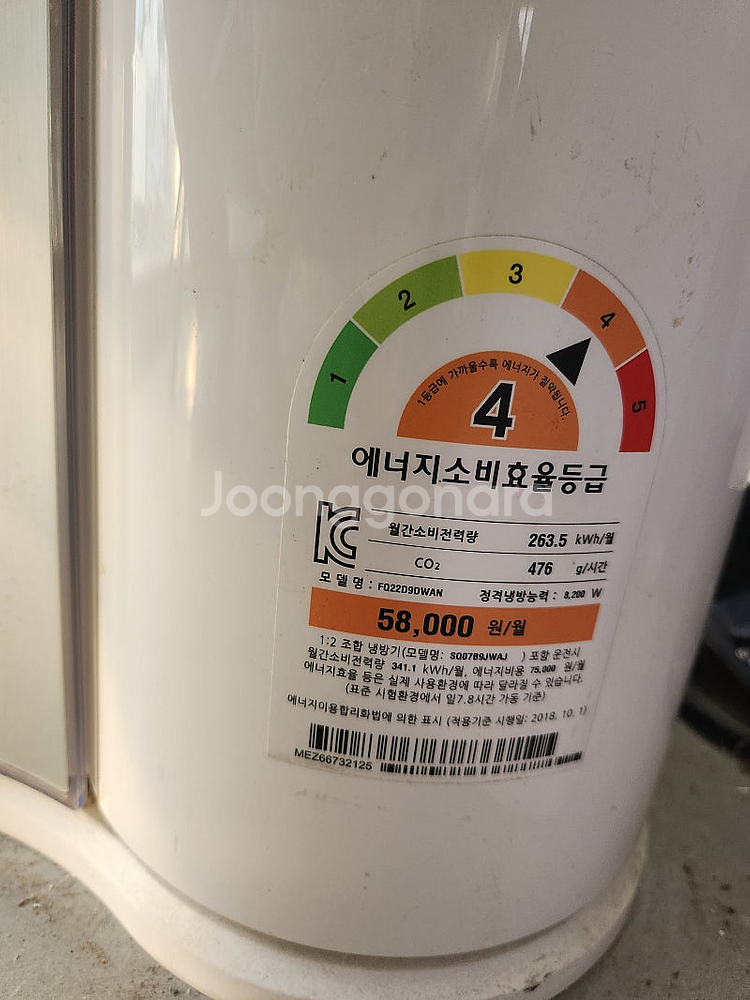 1 2 3 4 5
1등급에 가까울수록 에너지가 절약됩니다.
4
에너지소비효율등급
Joonggonara
월간소비전력량 263.5 kWh/월
CO₂ 476 g/시간
모델명 : FQ22D9DWAN 정격냉방능력 : 8,200 W
58,000 원/월
1:2 조합 냉방기(모델명: SQ07B9JWAJ ) 포함 운전시
월간소비전력량 341.1 kWh/월, 에너지비용 75,000 원/월
에너지효율 등은 실제 사용환경에 따라 달라질 수 있습니다.
(표준 시험환경에서 일7.8시간 가동 기준)
에너지이용합리화법에 의한 표시 (적용기준 시행일: 2018. 10. 1)
MEZ66732125